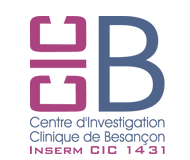 CIC B
Centre d'Investigation
Clinique de Besançon
INSERM CIC 1431